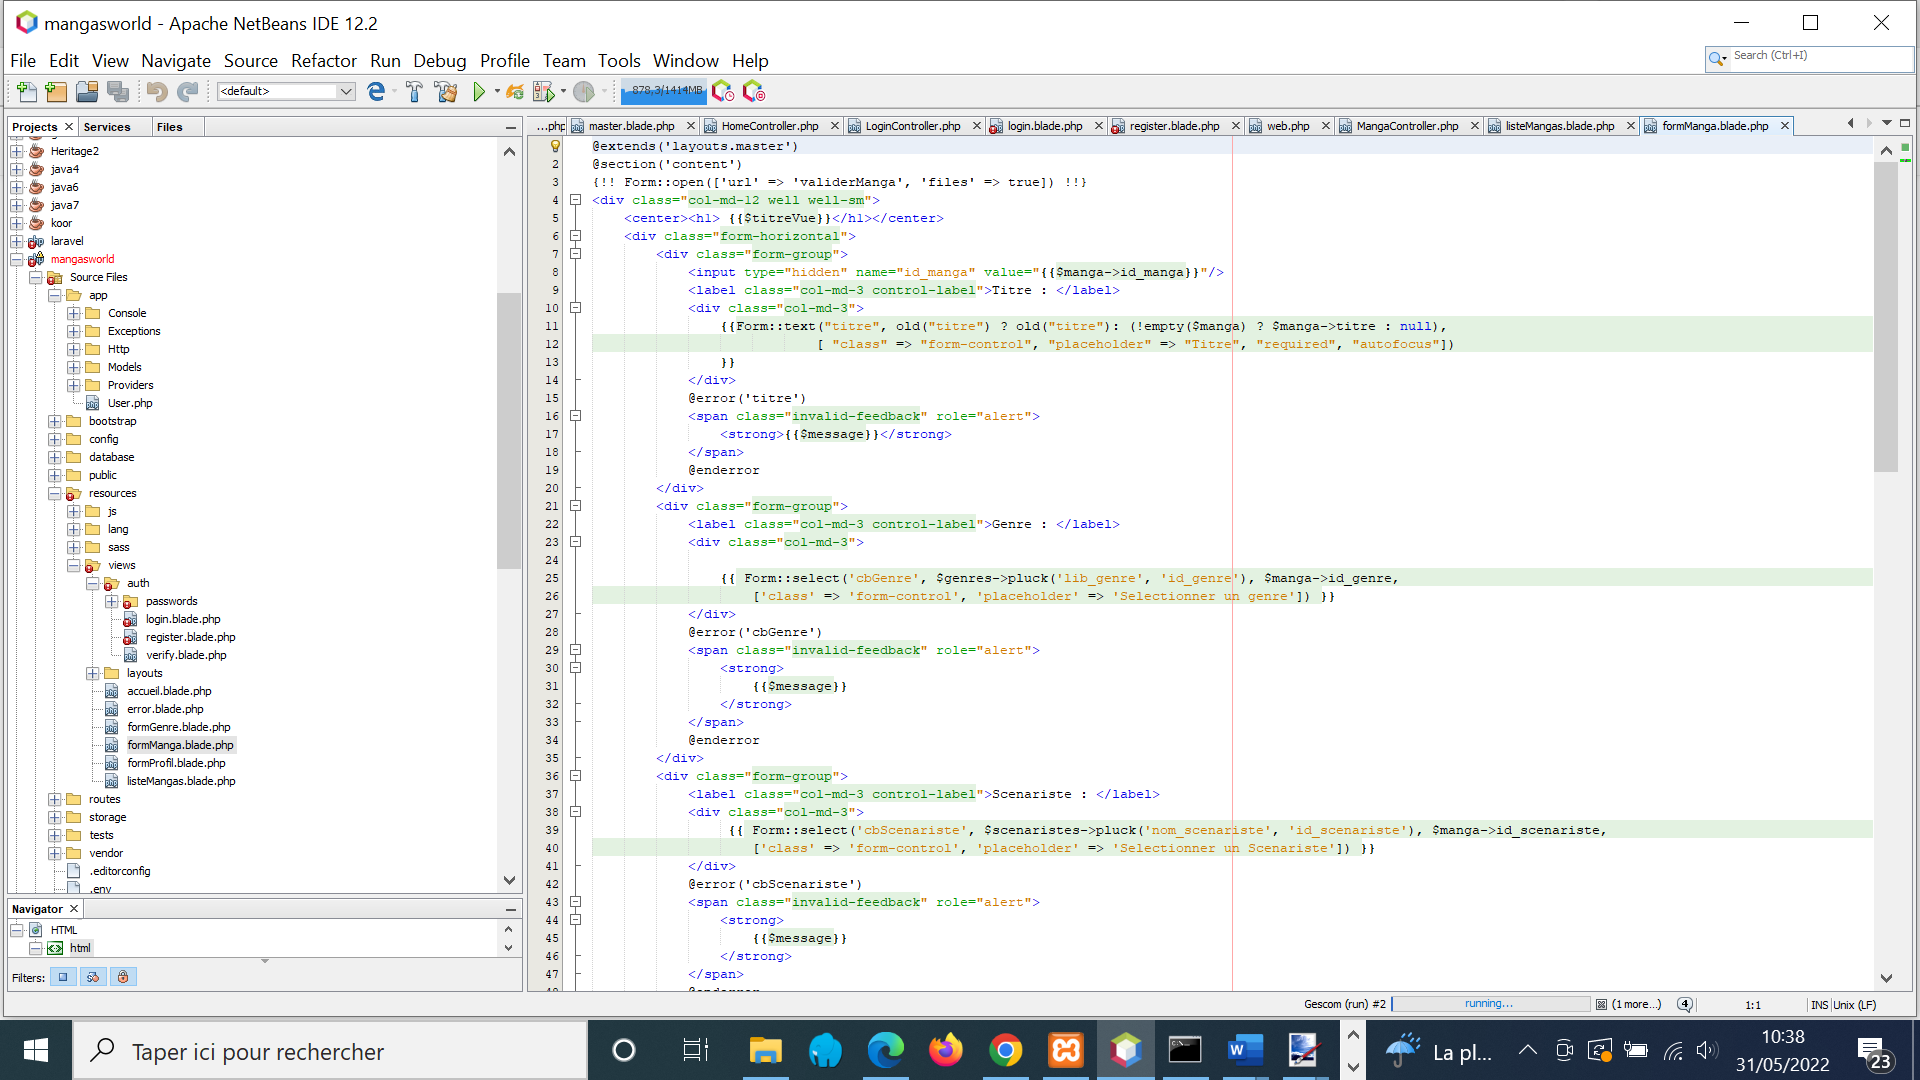 mangasworld - Apache NetBeans IDE 12.2
File Edit View Navigate Source Refactor Run Debug Profile Team Tools Window Help
Search (Ctrl+I)
<default>
878,3/1414MB
Projects Services Files
Heritage2
java4
java6
java7
koor
laravel
mangasworld
Source Files
app
Console
Exceptions
Http
Models
Providers
User.php
bootstrap
config
database
public
resources
js
lang
sass
views
auth
passwords
login.blade.php
register.blade.php
verify.blade.php
layouts
accueil.blade.php
error.blade.php
formGenre.blade.php
formManga.blade.php
formProfil.blade.php
listeMangas.blade.php
routes
storage
tests
vendor
.editorconfig
.env
Navigator
HTML
html
Filters:
...php master.blade.php HomeController.php LoginController.php login.blade.php register.blade.php web.php MangaController.php listeMangas.blade.php formManga.blade.php
@extends('layouts.master')
2 @section('content')
3 {!! Form::open(['url' => 'validerManga', 'files' => true]) !!}
4 <div class="col-md-12 well well-sm">
5 <center><h1> {{$titreVue}}</h1></center>
6 <div class="form-horizontal">
7 <div class="form-group">
8 <input type="hidden" name="id_manga" value="{{$manga->id_manga}}"/>
9 <label class="col-md-3 control-label">Titre : </label>
10 <div class="col-md-3">
11 {{Form::text("titre", old("titre") ? old("titre"): (!empty($manga) ? $manga->titre : null),
12 [ "class" => "form-control", "placeholder" => "Titre", "required", "autofocus"])
13 }}
14 </div>
15 @error('titre')
16 <span class="invalid-feedback" role="alert">
17 <strong>{{$message}}</strong>
18 </span>
19 @enderror
20 </div>
21 <div class="form-group">
22 <label class="col-md-3 control-label">Genre : </label>
23 <div class="col-md-3">
24
25 {{ Form::select('cbGenre', $genres->pluck('lib_genre', 'id_genre'), $manga->id_genre,
26 ['class' => 'form-control', 'placeholder' => 'Selectionner un genre']) }}
27 </div>
28 @error('cbGenre')
29 <span class="invalid-feedback" role="alert">
30 <strong>
31 {{$message}}
32 </strong>
33 </span>
34 @enderror
35 </div>
36 <div class="form-group">
37 <label class="col-md-3 control-label">Scenariste : </label>
38 <div class="col-md-3">
39 {{ Form::select('cbScenariste', $scenaristes->pluck('nom_scenariste', 'id_scenariste'), $manga->id_scenariste,
40 ['class' => 'form-control', 'placeholder' => 'Selectionner un Scenariste']) }}
41 </div>
42 @error('cbScenariste')
43 <span class="invalid-feedback" role="alert">
44 <strong>
45 {{$message}}
46 </strong>
47 </span>
Gescom (run) #2 running... (1 more...) 4 1:1 INS Unix (LF)
Taper ici pour rechercher
La pl...
10:38
31/05/2022
23